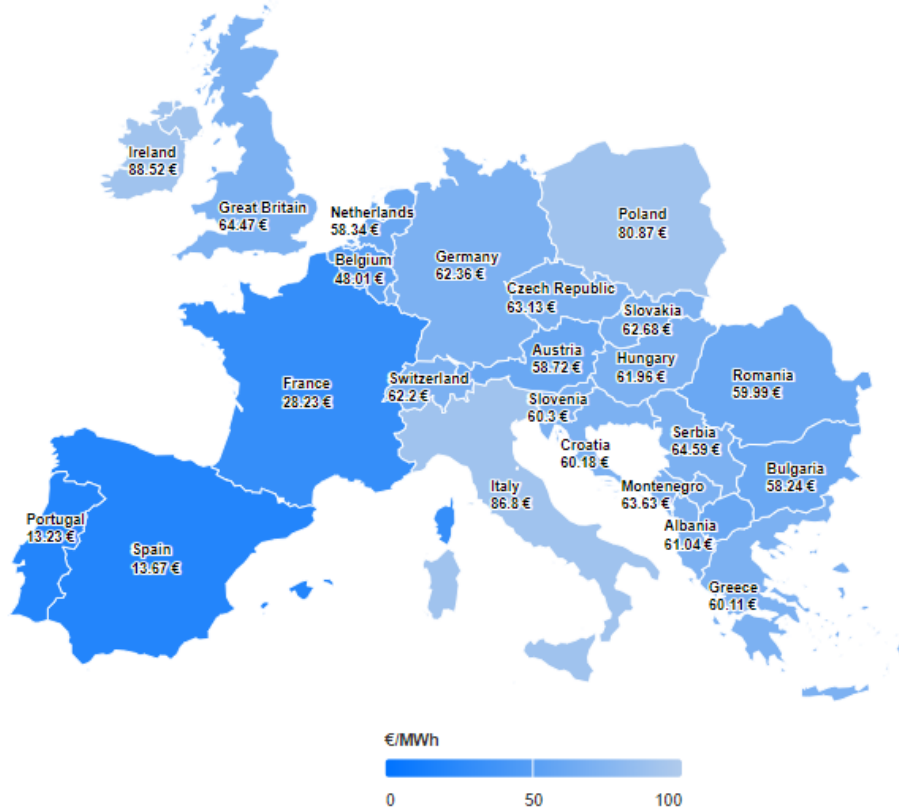 Ireland
88.52 €
Great Britain
64.47 €
Netherlands
58.34 €
Belgium
48.01 €
Germany
62.36 €
Poland
80.87 €
Czech Republic
63.13 €
Slovakia
62.68 €
Austria
58.72 €
Hungary
61.96 €
France
28.23 €
Switzerland
62.2 €
Slovenia
60.3 €
Romania
59.99 €
Croatia
60.18 €
Serbia
64.59 €
Bulgaria
58.24 €
Italy
86.8 €
Montenegro
63.63 €
Portugal
13.23 €
Spain
13.67 €
Albania
61.04 €
Greece
60.11 €
€/MWh
0 50 100